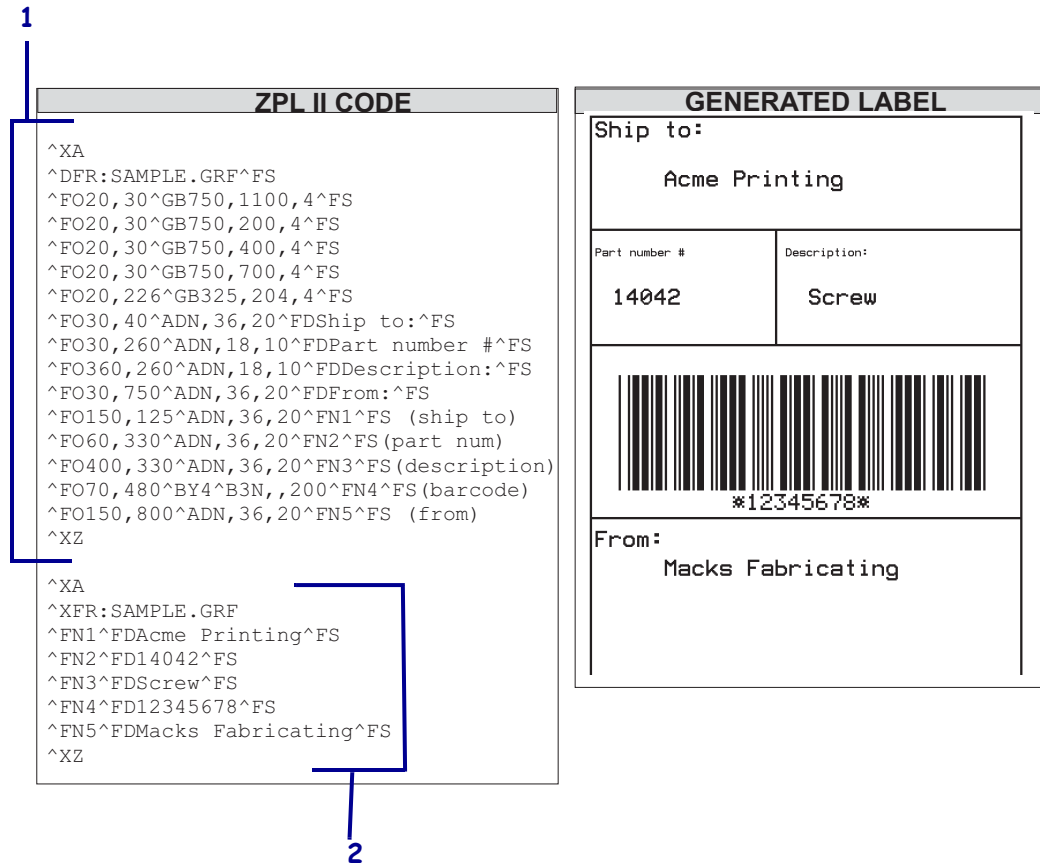 1
ZPL II CODE
^XA
^DFR:SAMPLE.GRF^FS
^FO20,30^GB750,1100,4^FS
^FO20,30^GB750,200,4^FS
^FO20,30^GB750,400,4^FS
^FO20,30^GB750,700,4^FS
^FO20,226^GB325,204,4^FS
^FO30,40^ADN,36,20^FDShip to:^FS
^FO30,260^ADN,18,10^FDPart number #^FS
^FO360,260^ADN,18,10^FDDescription:^FS
^FO30,750^ADN,36,20^FDFrom:^FS
^FO150,125^ADN,36,20^FN1^FS (ship to)
^FO60,330^ADN,36,20^FN2^FS(part num)
^FO400,330^ADN,36,20^FN3^FS(description)
^FO70,480^BY4^B3N,,200^FN4^FS(barcode)
^FO150,800^ADN,36,20^FN5^FS (from)
^XZ
^XA
^XFR:SAMPLE.GRF
^FN1^FDAcme Printing^FS
^FN2^FD14042^FS
^FN3^FDScrew^FS
^FN4^FD12345678^FS
^FN5^FDMacks Fabricating^FS
^XZ
2
GENERATED LABEL
Ship to:
Acme Printing
Part number #
14042
Description:
Screw
*12345678*
From:
Macks Fabricating